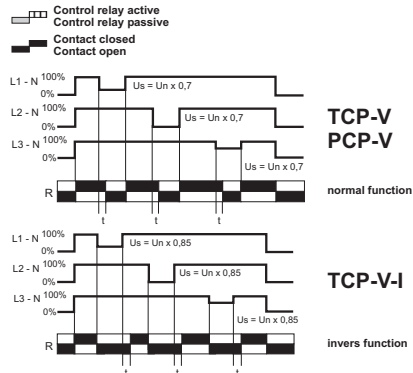 Control relay active
Control relay passive
Contact closed
Contact open
L1 - N 100%
0%
Us = Un x 0,7
L2 - N 100%
0%
Us = Un x 0,7
L3 - N 100%
0%
Us = Un x 0,7
TCP-V
PCP-V
R
normal function
t t t
L1 - N 100%
0%
Us = Un x 0,85
L2 - N 100%
0%
Us = Un x 0,85
TCP-V-I
L3 - N 100%
0%
Us = Un x 0,85
R
invers function